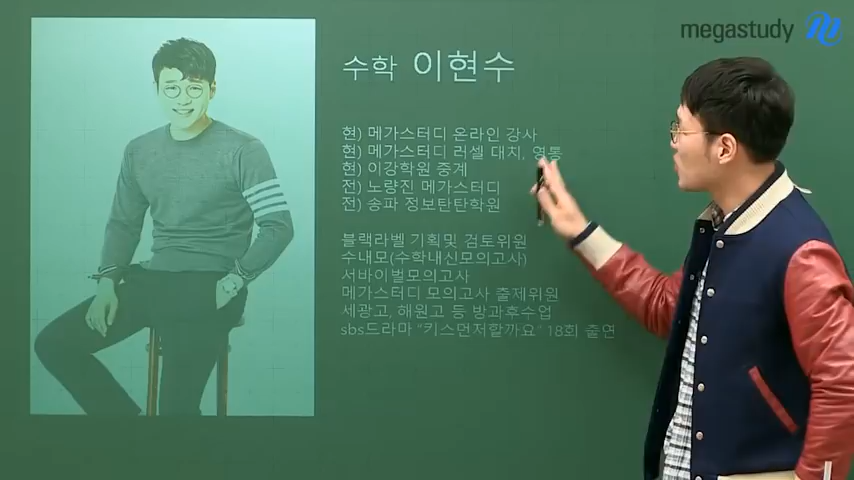 megastudy
수학 이현수
현) 메가스터디 온라인 강사
현) 메가스터디 러셀 대치, 영통
현) 이강학원 중계
전) 노량진 메가스터디
전) 송파 정보탄탄학원
블랙라벨 기획및 검토위원
수내모(수학내신모의고사)
서바이벌모의고사
메가스터디 모의고사 출제위원
세광고, 해원고 등 방과후수업
sbs드라마 "키스먼저할까요" 18회 출연